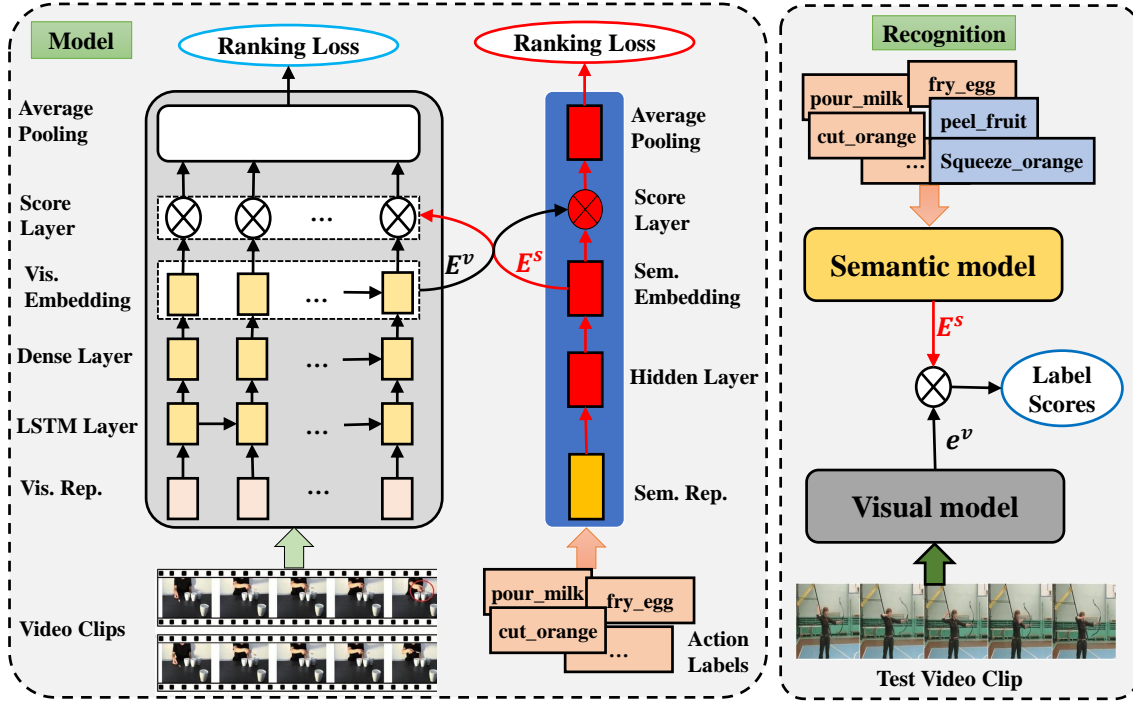 Model
Ranking Loss
Ranking Loss
Average
Pooling
Score
Layer
Vis.
Embedding
Dense Layer
LSTM Layer
Vis. Rep.
Video Clips
...
...
...
...
...
E^v
E^s
Average
Pooling
Score
Layer
Sem.
Embedding
Hidden Layer
Sem. Rep.
pour_milk
fry_egg
cut_orange
...
Action
Labels
Recognition
pour_milk
fry_egg
cut_orange
peel_fruit
...
Squeeze_orange
Semantic model
E^s
Label
Scores
e^v
Visual model
Test Video Clip